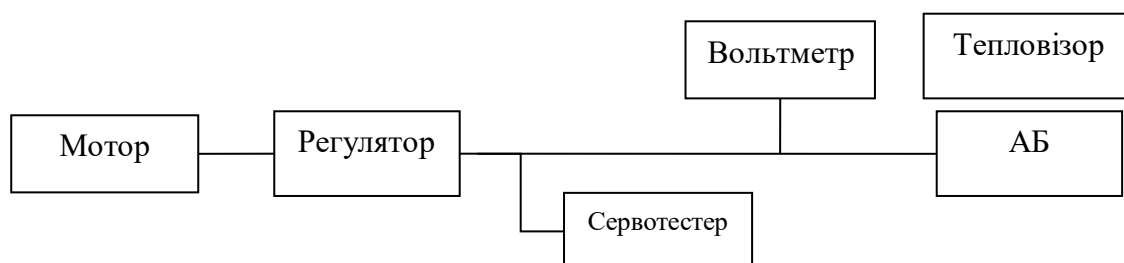 Вольтметр
Тепловізор
Мотор
Регулятор
АБ
Сервотестер